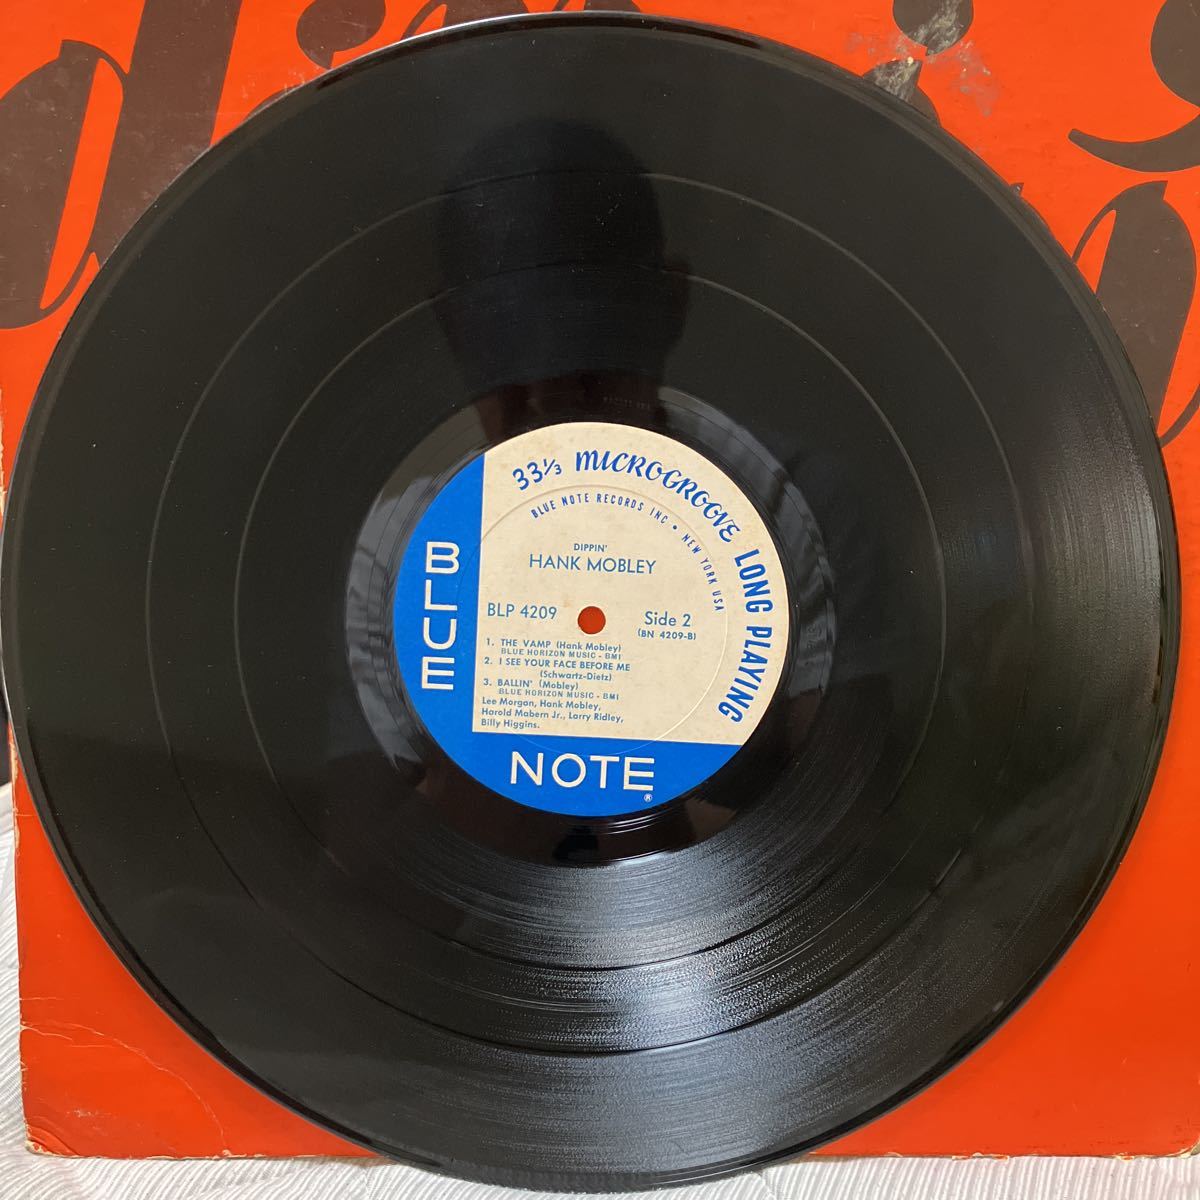 33⅓ MICROGROOVE LONG PLAYING
BLUE NOTE RECORDS INC • NEW YORK USA
DIPPIN'
HANK MOBLEY
BLP 4209
Side 2
(BN 4209-B)
1. THE VAMP (Hank Mobley)
BLUE HORIZON MUSIC - BMI
2. I SEE YOUR FACE BEFORE ME
(Schwartz-Dietz)
3. BALLIN' (Mobley)
BLUE HORIZON MUSIC - BMI
Lee Morgan, Hank Mobley,
Harold Mabern Jr., Larry Ridley,
Billy Higgins.
BLUE
NOTE
®